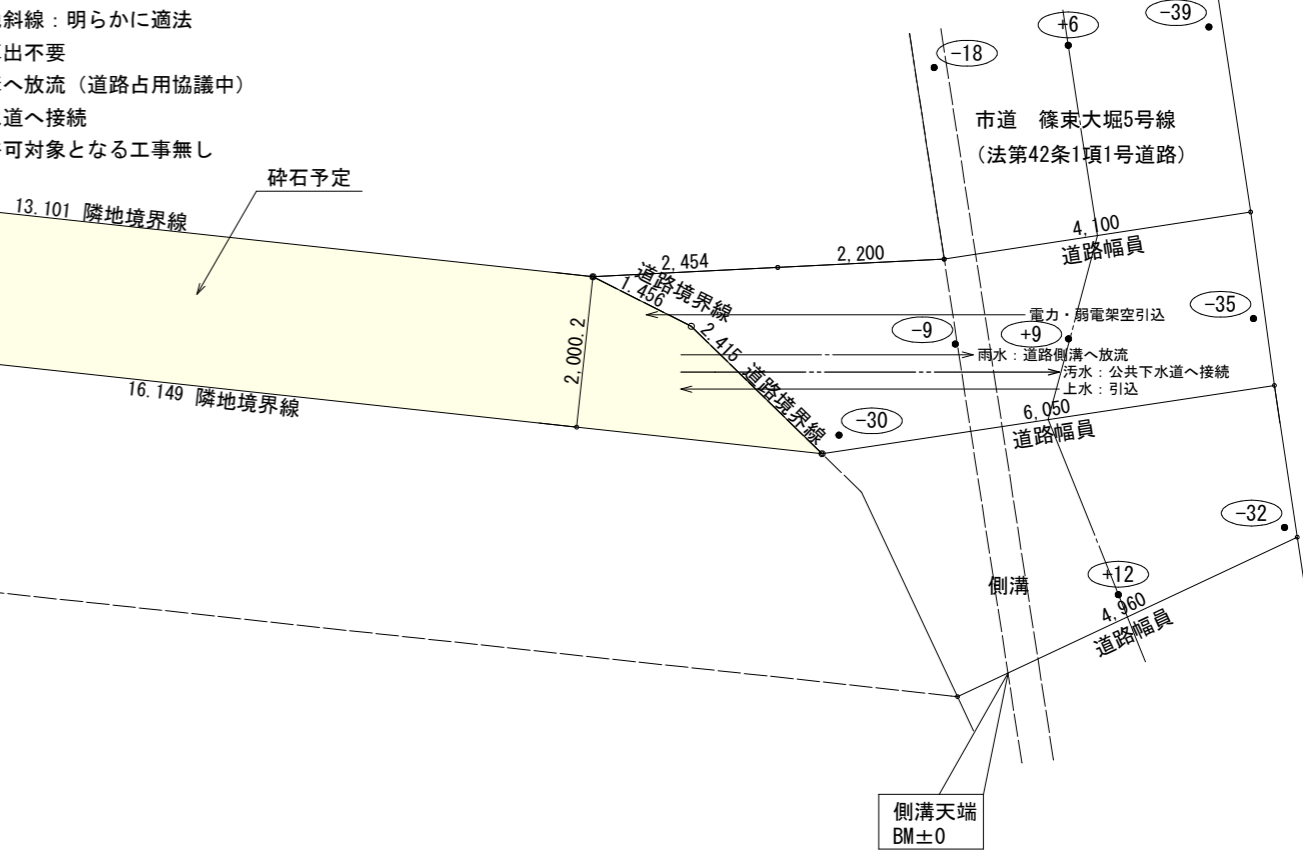 斜線：明らかに適法
出不要
へ放流（道路占用協議中）
道へ接続
可対象となる工事無し
砕石予定
13.101 隣地境界線
16.149 隣地境界線
2,000.2
2,454
2,200
道路境界線
1.456
2.415 道路境界線
-18
+6
-39
市道 篠束大堀5号線
（法第42条1項1号道路）
4,100
道路幅員
電力・弱電架空引込
-9
+9
-35
雨水：道路側溝へ放流
汚水：公共下水道へ接続
上水：引込
-30
6,050
道路幅員
-32
側溝
+12
4,960
道路幅員
側溝天端
BM±0